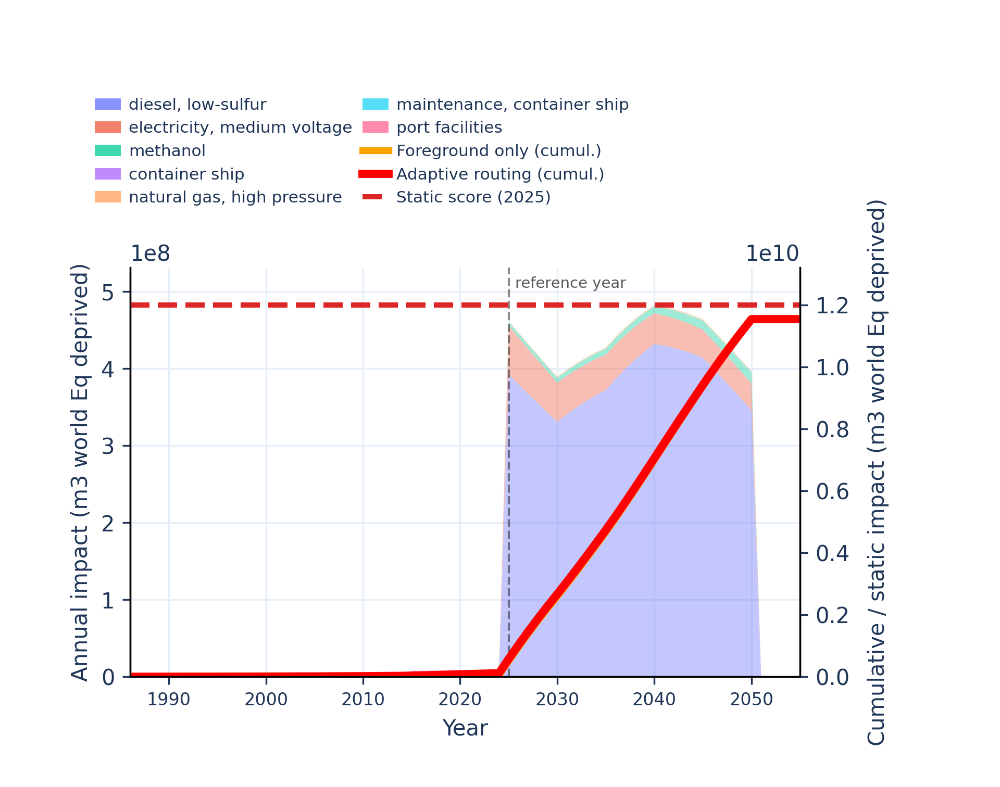 diesel, low-sulfur
electricity, medium voltage
methanol
container ship
natural gas, high pressure
maintenance, container ship
port facilities
Foreground only (cumul.)
Adaptive routing (cumul.)
Static score (2025)
1e8
1e10
reference year
Annual impact (m3 world Eq deprived)
5
4
3
2
1
0
1.2
1.0
0.8
0.6
0.4
0.2
0.0
Cumulative / static impact (m3 world Eq deprived)
1990
2000
2010
2020
2030
2040
2050
Year